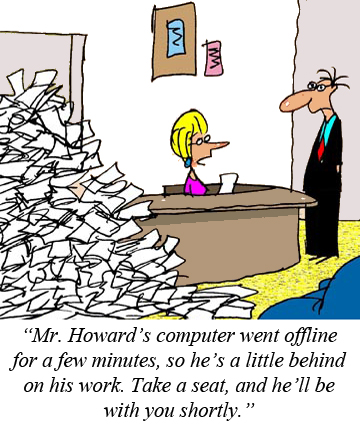 “Mr. Howard’s computer went offline
for a few minutes, so he’s a little behind
on his work. Take a seat, and he’ll be
with you shortly.”